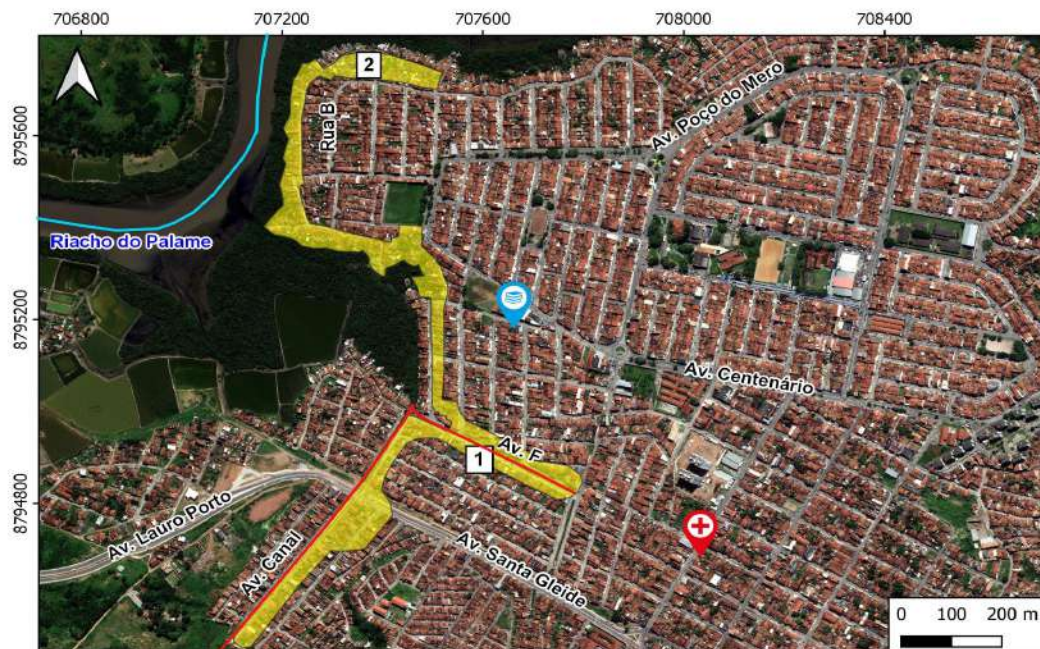 706800 707200 707600 708000 708400
8795600
8795200
8794800
2
Rua B
Av. Poço do Mero
Riacho do Palame
Av. Centenário
Av. F
1
Av. Lauro Porto
Av. Canal
Av. Santa Gleide
0 100 200 m